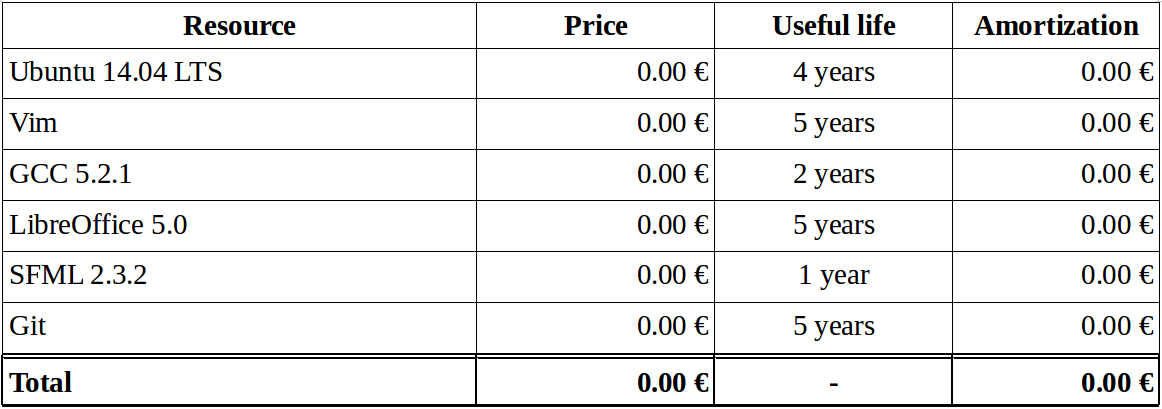 Resource Price Useful life Amortization
Ubuntu 14.04 LTS 0.00 € 4 years 0.00 €
Vim 0.00 € 5 years 0.00 €
GCC 5.2.1 0.00 € 2 years 0.00 €
LibreOffice 5.0 0.00 € 5 years 0.00 €
SFML 2.3.2 0.00 € 1 year 0.00 €
Git 0.00 € 5 years 0.00 €
Total 0.00 € - 0.00 €